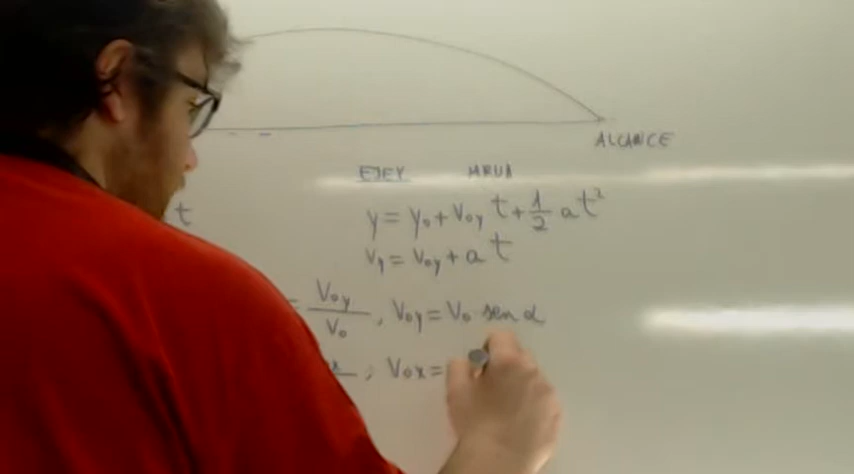 ALCANCE
EJE Y MRUA
y = y₀ + v₀y t + 1/2 a t²
t
vy = v₀y + a t
= v₀y / v₀ , v₀y = v₀ sen α
x , v₀x =